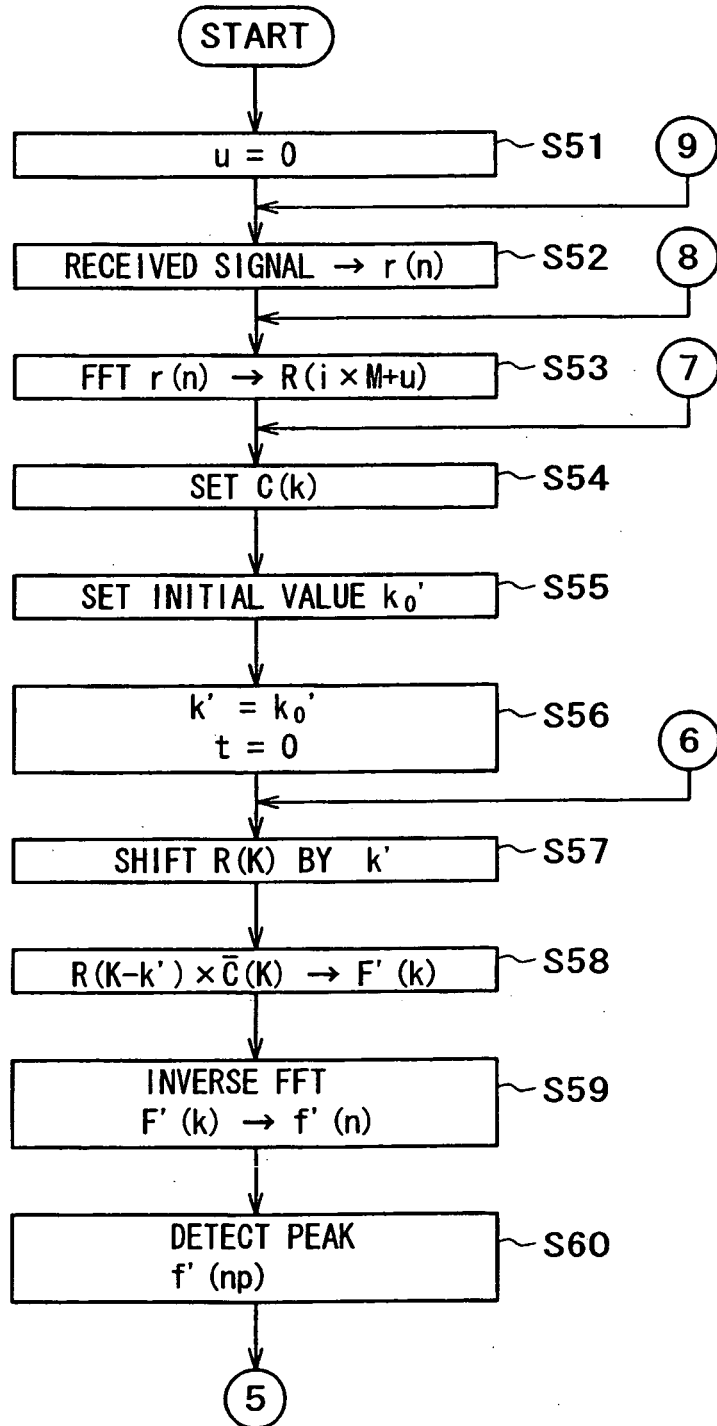 START
u = 0
S51
9
RECEIVED SIGNAL → r(n)
S52
8
FFT r(n) → R(i×M+u)
S53
7
SET C(k)
S54
SET INITIAL VALUE k₀'
S55
k' = k₀'
t = 0
S56
6
SHIFT R(K) BY k'
S57
R(K-k')×C̄(K) → F'(k)
S58
INVERSE FFT
F'(k) → f'(n)
S59
DETECT PEAK
f'(np)
S60
5